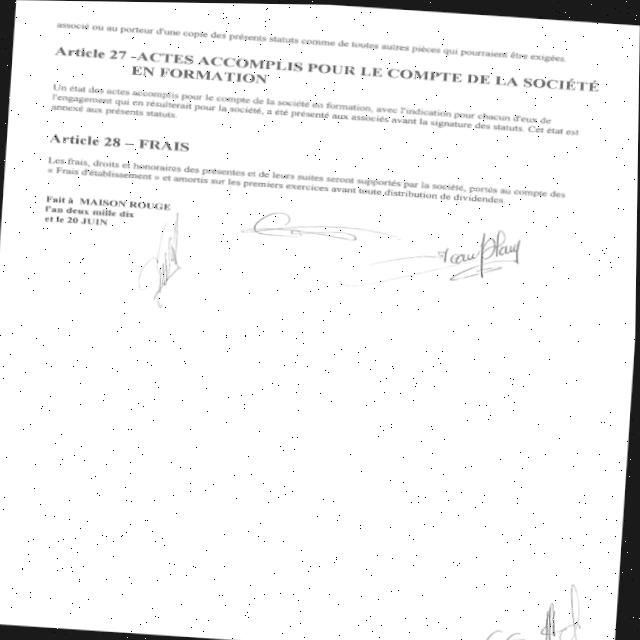 associé ou au porteur d'une copie des présents statuts comme de toutes autres pièces qui pourraient être exigées.
Article 27 -ACTES ACCOMPLIS POUR LE COMPTE DE LA SOCIÉTÉ
EN FORMATION
Un état des actes accomplis pour le compte de la société en formation, avec l'indication pour chacun d'eux de
l'engagement qui en résulterait pour la société, a été présenté aux associés avant la signature des statuts. Cet état est
annexé aux présents statuts.
Article 28 – FRAIS
Les frais, droits et honoraires des présentes et de leurs suites seront supportés par la société, portés au compte des
« Frais d'établissement » et amortis sur les premiers exercices avant toute distribution de dividendes.
Fait à MAISON ROUGE
l'an deux mille dix
et le 20 JUIN